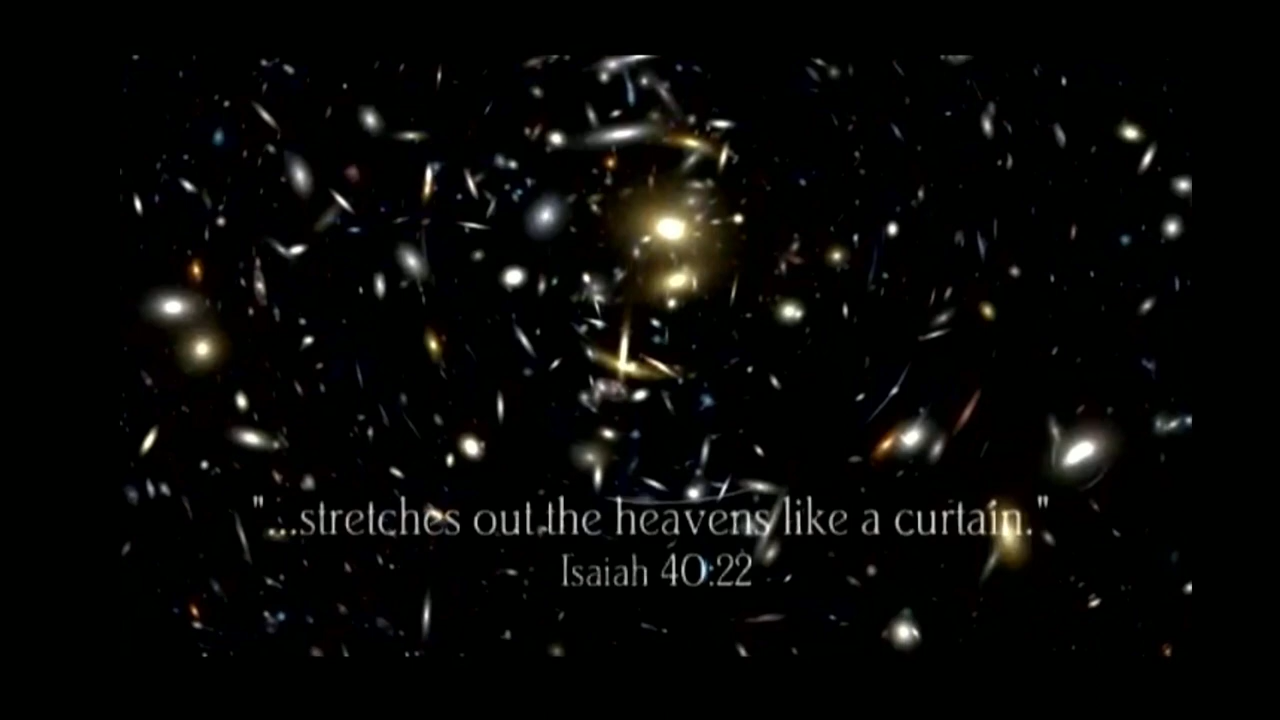 "...stretches out the heavens like a curtain."
Isaiah 40:22